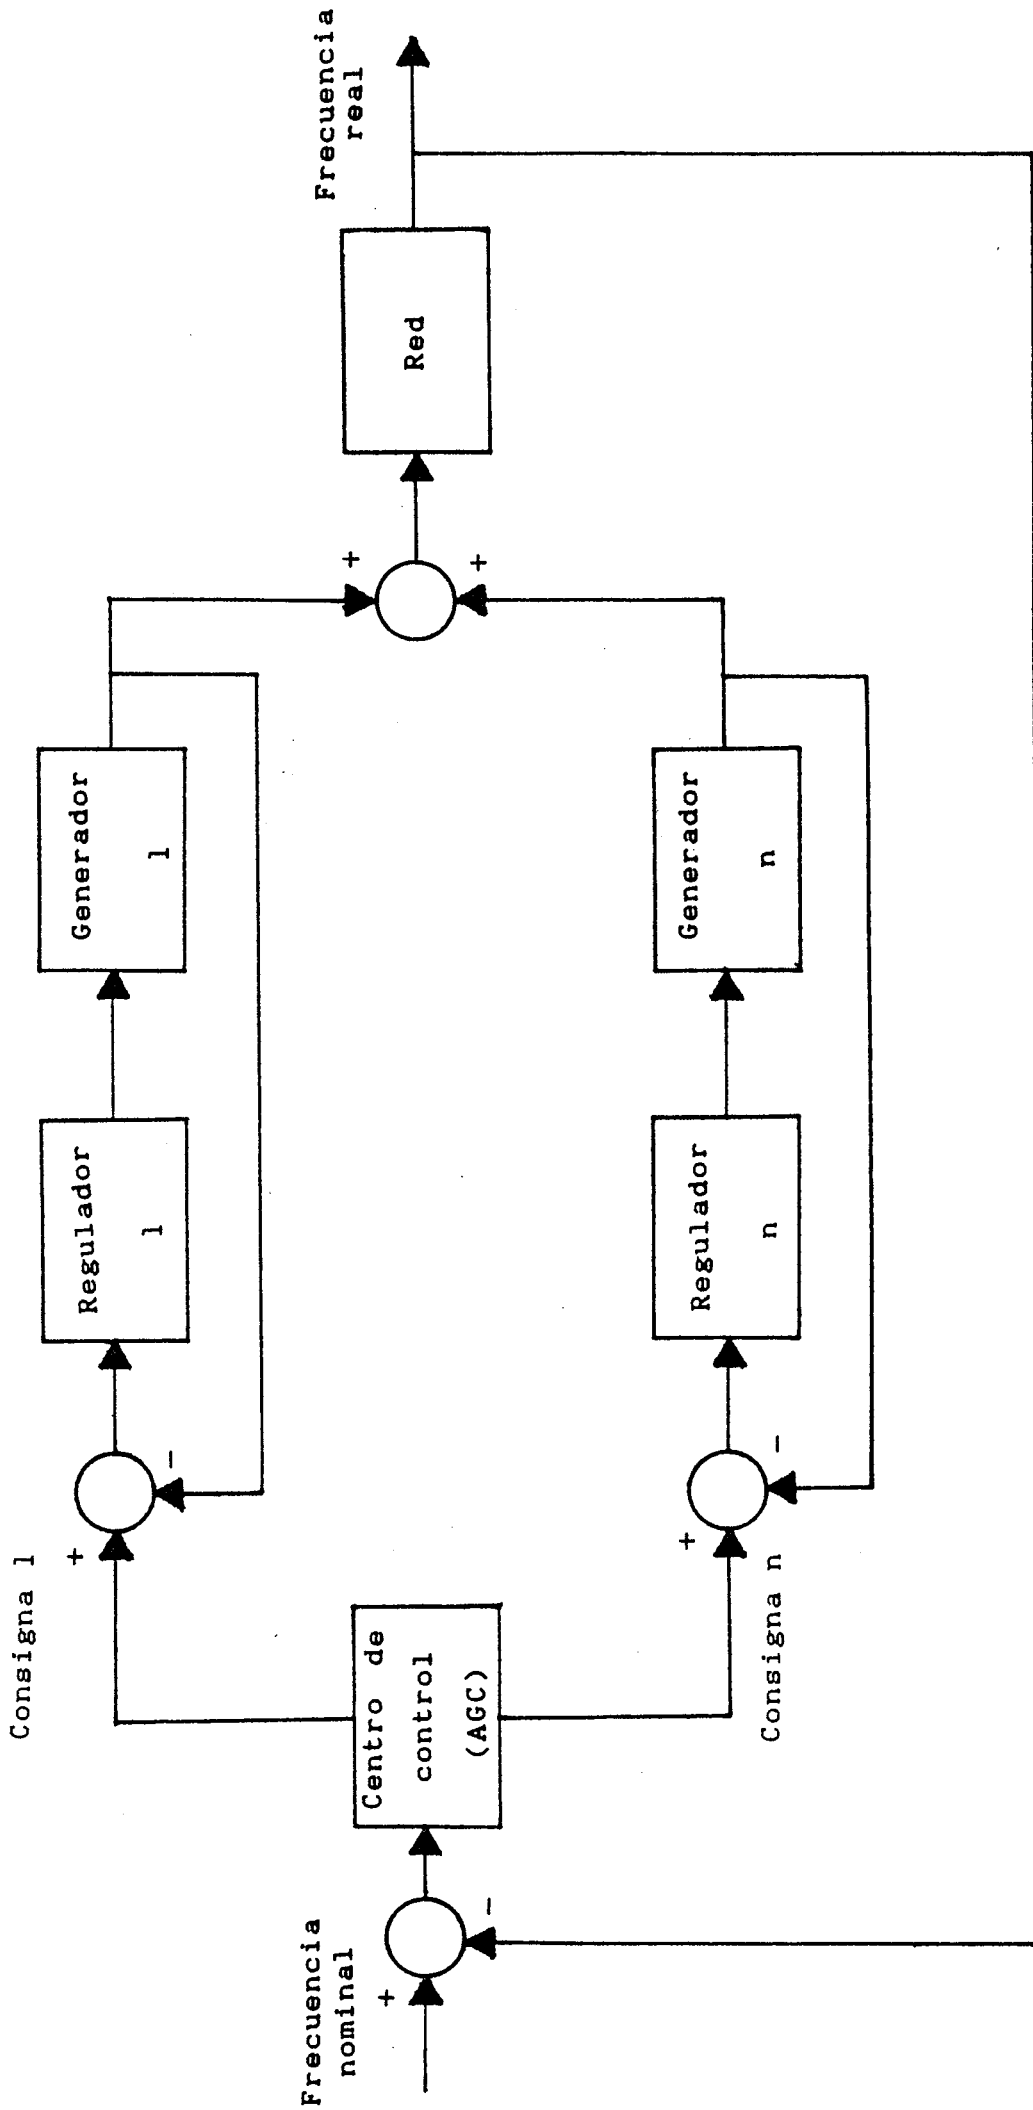 Frecuencia
nominal
+
-
Centro de
control
(AGC)
Consigna 1
+
-
Regulador
1
Generador
1
Consigna n
+
-
Regulador
n
Generador
n
+
+
Red
Frecuencia
real